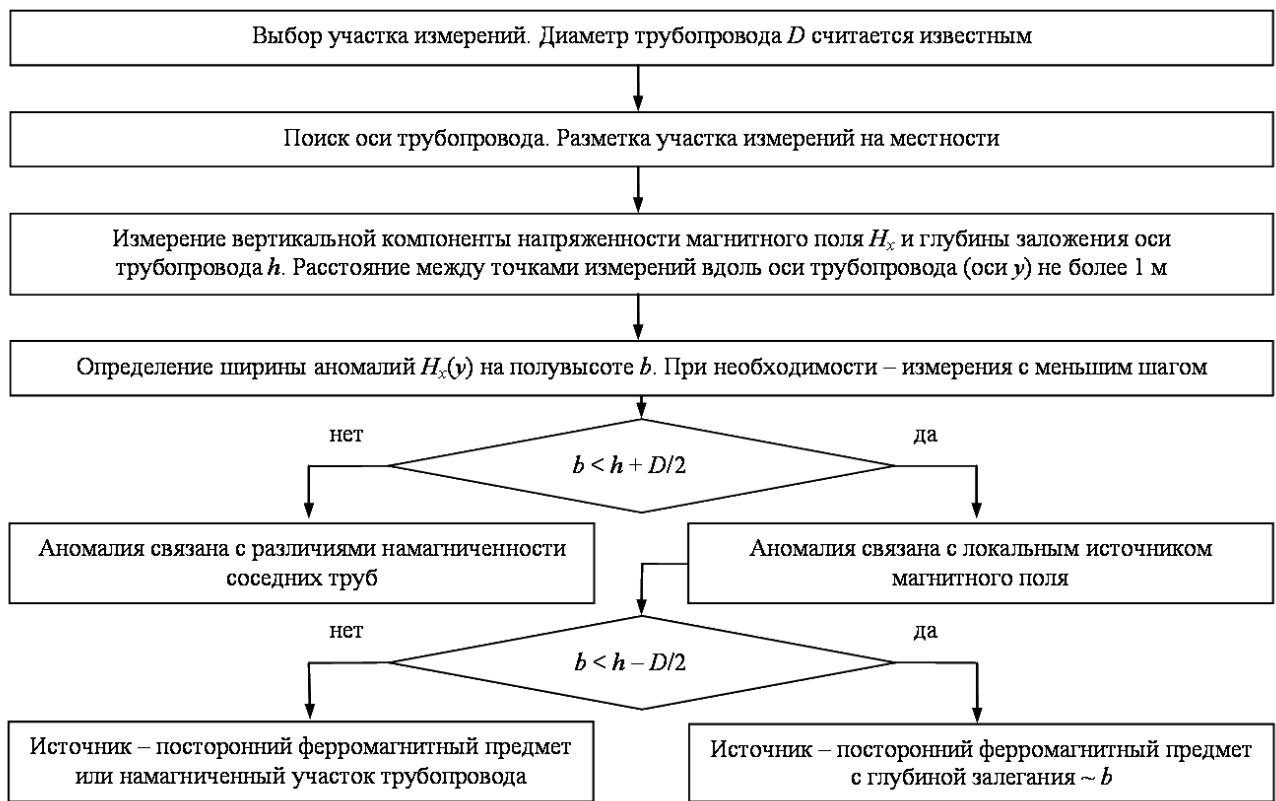 Выбор участка измерений. Диаметр трубопровода D считается известным
Поиск оси трубопровода. Разметка участка измерений на местности
Измерение вертикальной компоненты напряженности магнитного поля Hx и глубины заложения оси
трубопровода h. Расстояние между точками измерений вдоль оси трубопровода (оси y) не более 1 м
Определение ширины аномалий Hx(y) на полувысоте b. При необходимости – измерения с меньшим шагом
нет
да
b < h + D/2
Аномалия связана с различиями намагниченности
соседних труб
Аномалия связана с локальным источником
магнитного поля
нет
да
b < h – D/2
Источник – посторонний ферромагнитный предмет
или намагниченный участок трубопровода
Источник – посторонний ферромагнитный предмет
с глубиной залегания ~ b